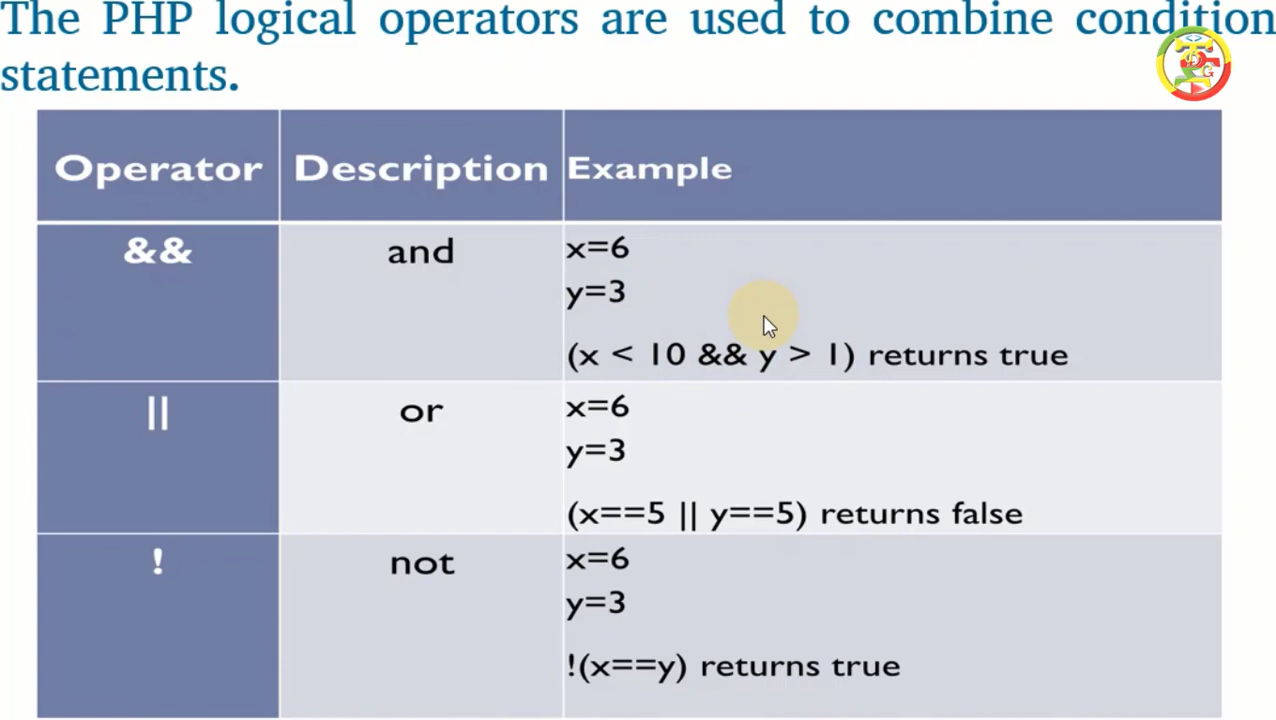 The PHP logical operators are used to combine condition
statements.
Operator Description Example
&& and x=6
y=3
(x < 10 && y > 1) returns true
|| or x=6
y=3
(x==5 || y==5) returns false
! not x=6
y=3
!(x==y) returns true